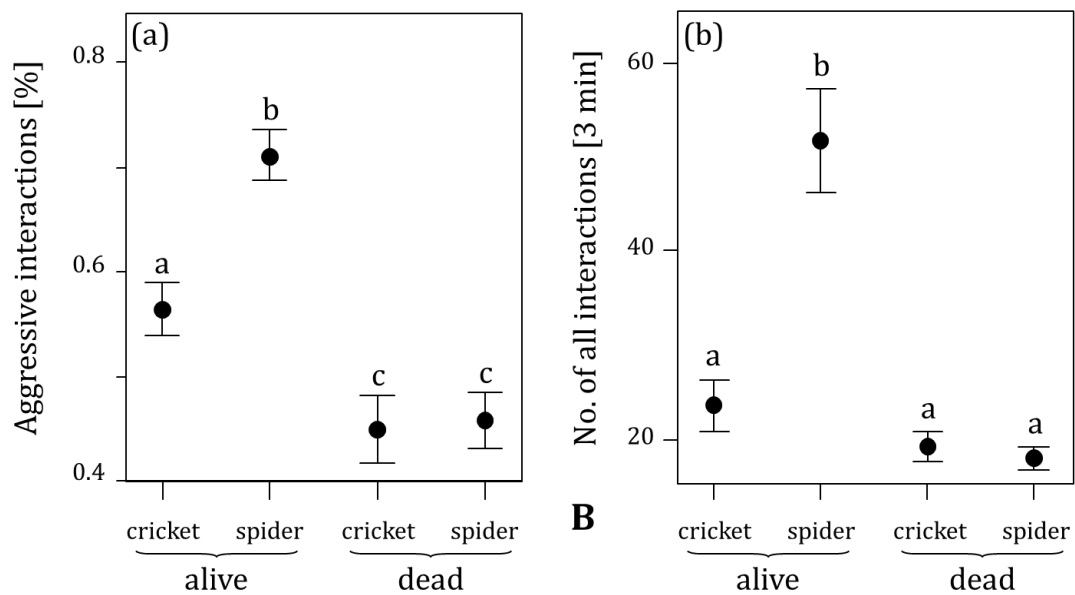 (a)
Aggressive interactions [%]
0.8
0.6
0.4
a
b
c
c
cricket spider cricket spider
alive dead
(b)
No. of all interactions [3 min]
60
40
20
a
b
a
a
B
cricket spider cricket spider
alive dead